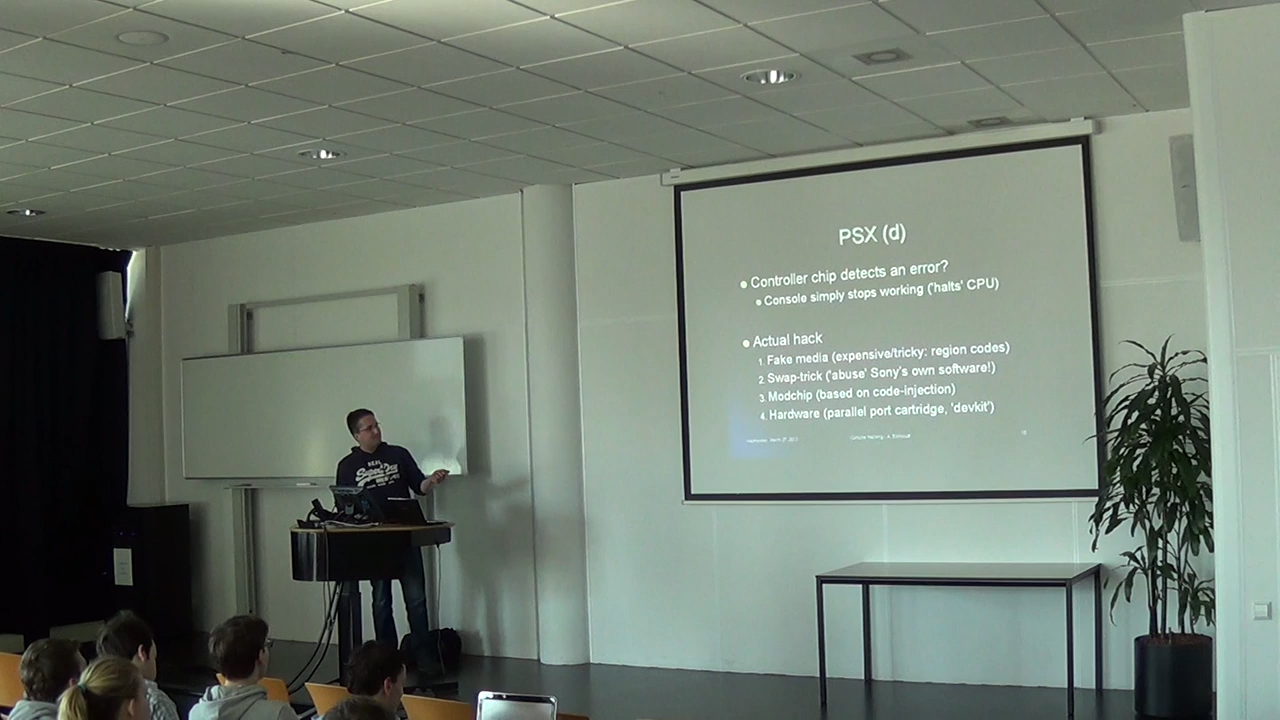 PSX (d)
Controller chip detects an error?
Console simply stops working ('halts' CPU)
Actual hack
1. Fake media (expensive/tricky: region codes)
2. Swap-trick ('abuse' Sony's own software!)
3. Modchip (based on code-injection)
4. Hardware (parallel port cartridge, 'devkit')